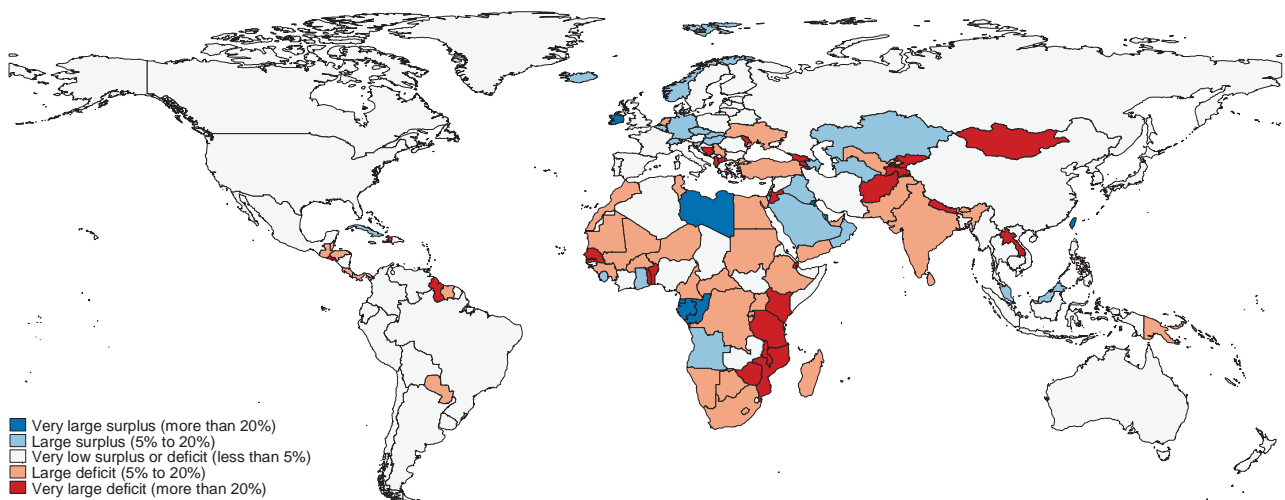 Very large surplus (more than 20%)
Large surplus (5% to 20%)
Very low surplus or deficit (less than 5%)
Large deficit (5% to 20%)
Very large deficit (more than 20%)